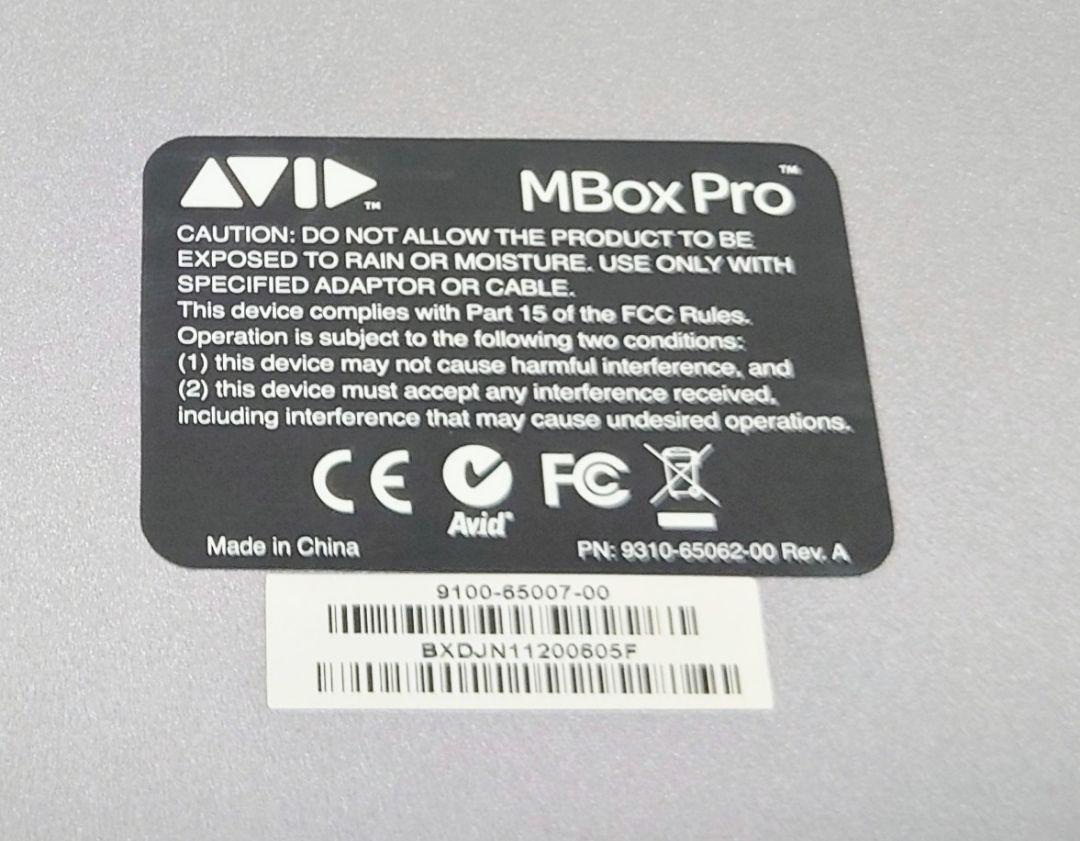 AVID™
MBox Pro™
CAUTION: DO NOT ALLOW THE PRODUCT TO BE
EXPOSED TO RAIN OR MOISTURE. USE ONLY WITH
SPECIFIED ADAPTOR OR CABLE.
This device complies with Part 15 of the FCC Rules.
Operation is subject to the following two conditions:
(1) this device may not cause harmful interference, and
(2) this device must accept any interference received,
including interference that may cause undesired operations.
CE FC
Avid®
Made in China
PN: 9310-65062-00 Rev. A
9100-65007-00
BXDJN11200605F